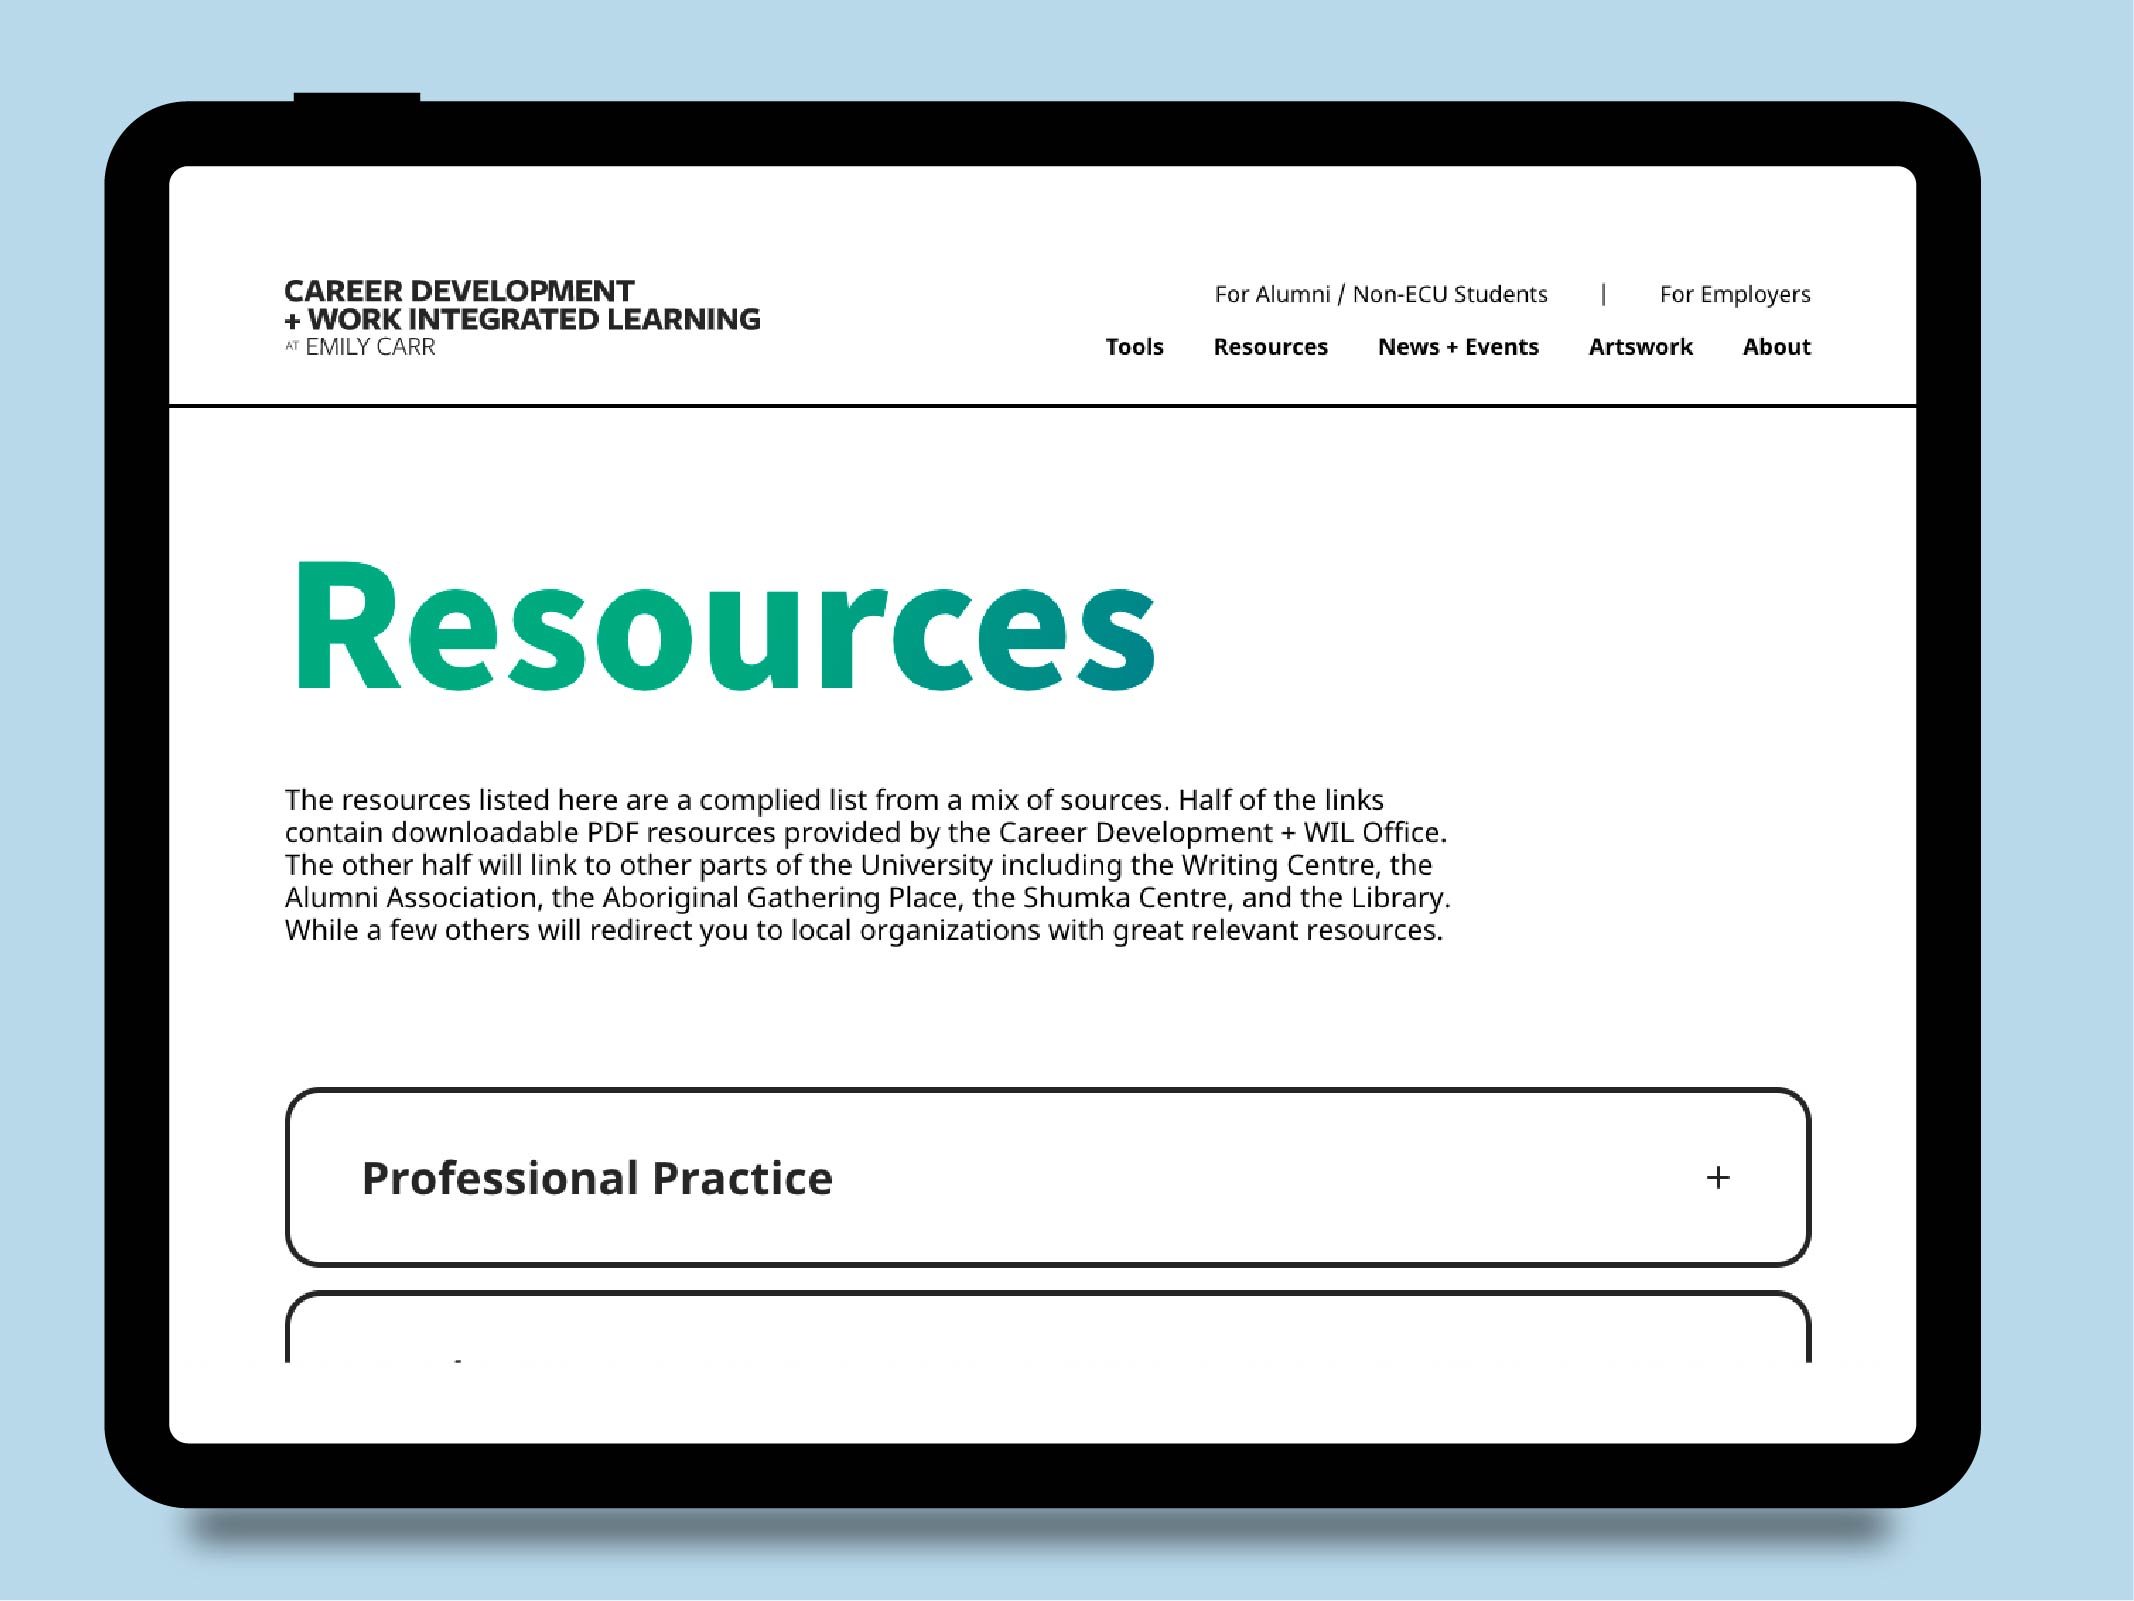 CAREER DEVELOPMENT
+ WORK INTEGRATED LEARNING
AT EMILY CARR
For Alumni / Non-ECU Students | For Employers
Tools Resources News + Events Artswork About
Resources
The resources listed here are a complied list from a mix of sources. Half of the links
contain downloadable PDF resources provided by the Career Development + WIL Office.
The other half will link to other parts of the University including the Writing Centre, the
Alumni Association, the Aboriginal Gathering Place, the Shumka Centre, and the Library.
While a few others will redirect you to local organizations with great relevant resources.
Professional Practice +